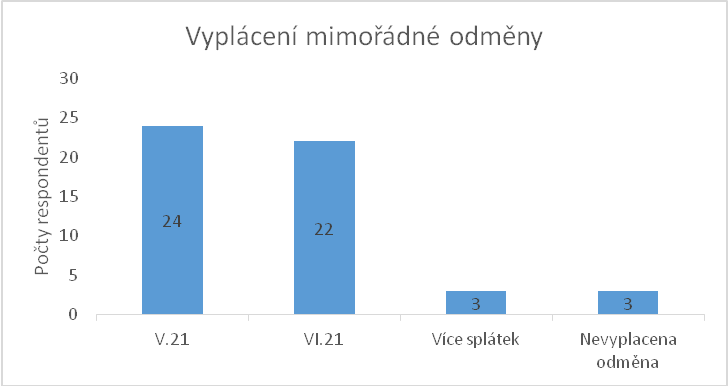 Vyplácení mimořádné odměny
Počty respondentů
30
25
20
15
10
5
0
24
22
3
3
V.21
VI.21
Více splátek
Nevyplacena
odměna